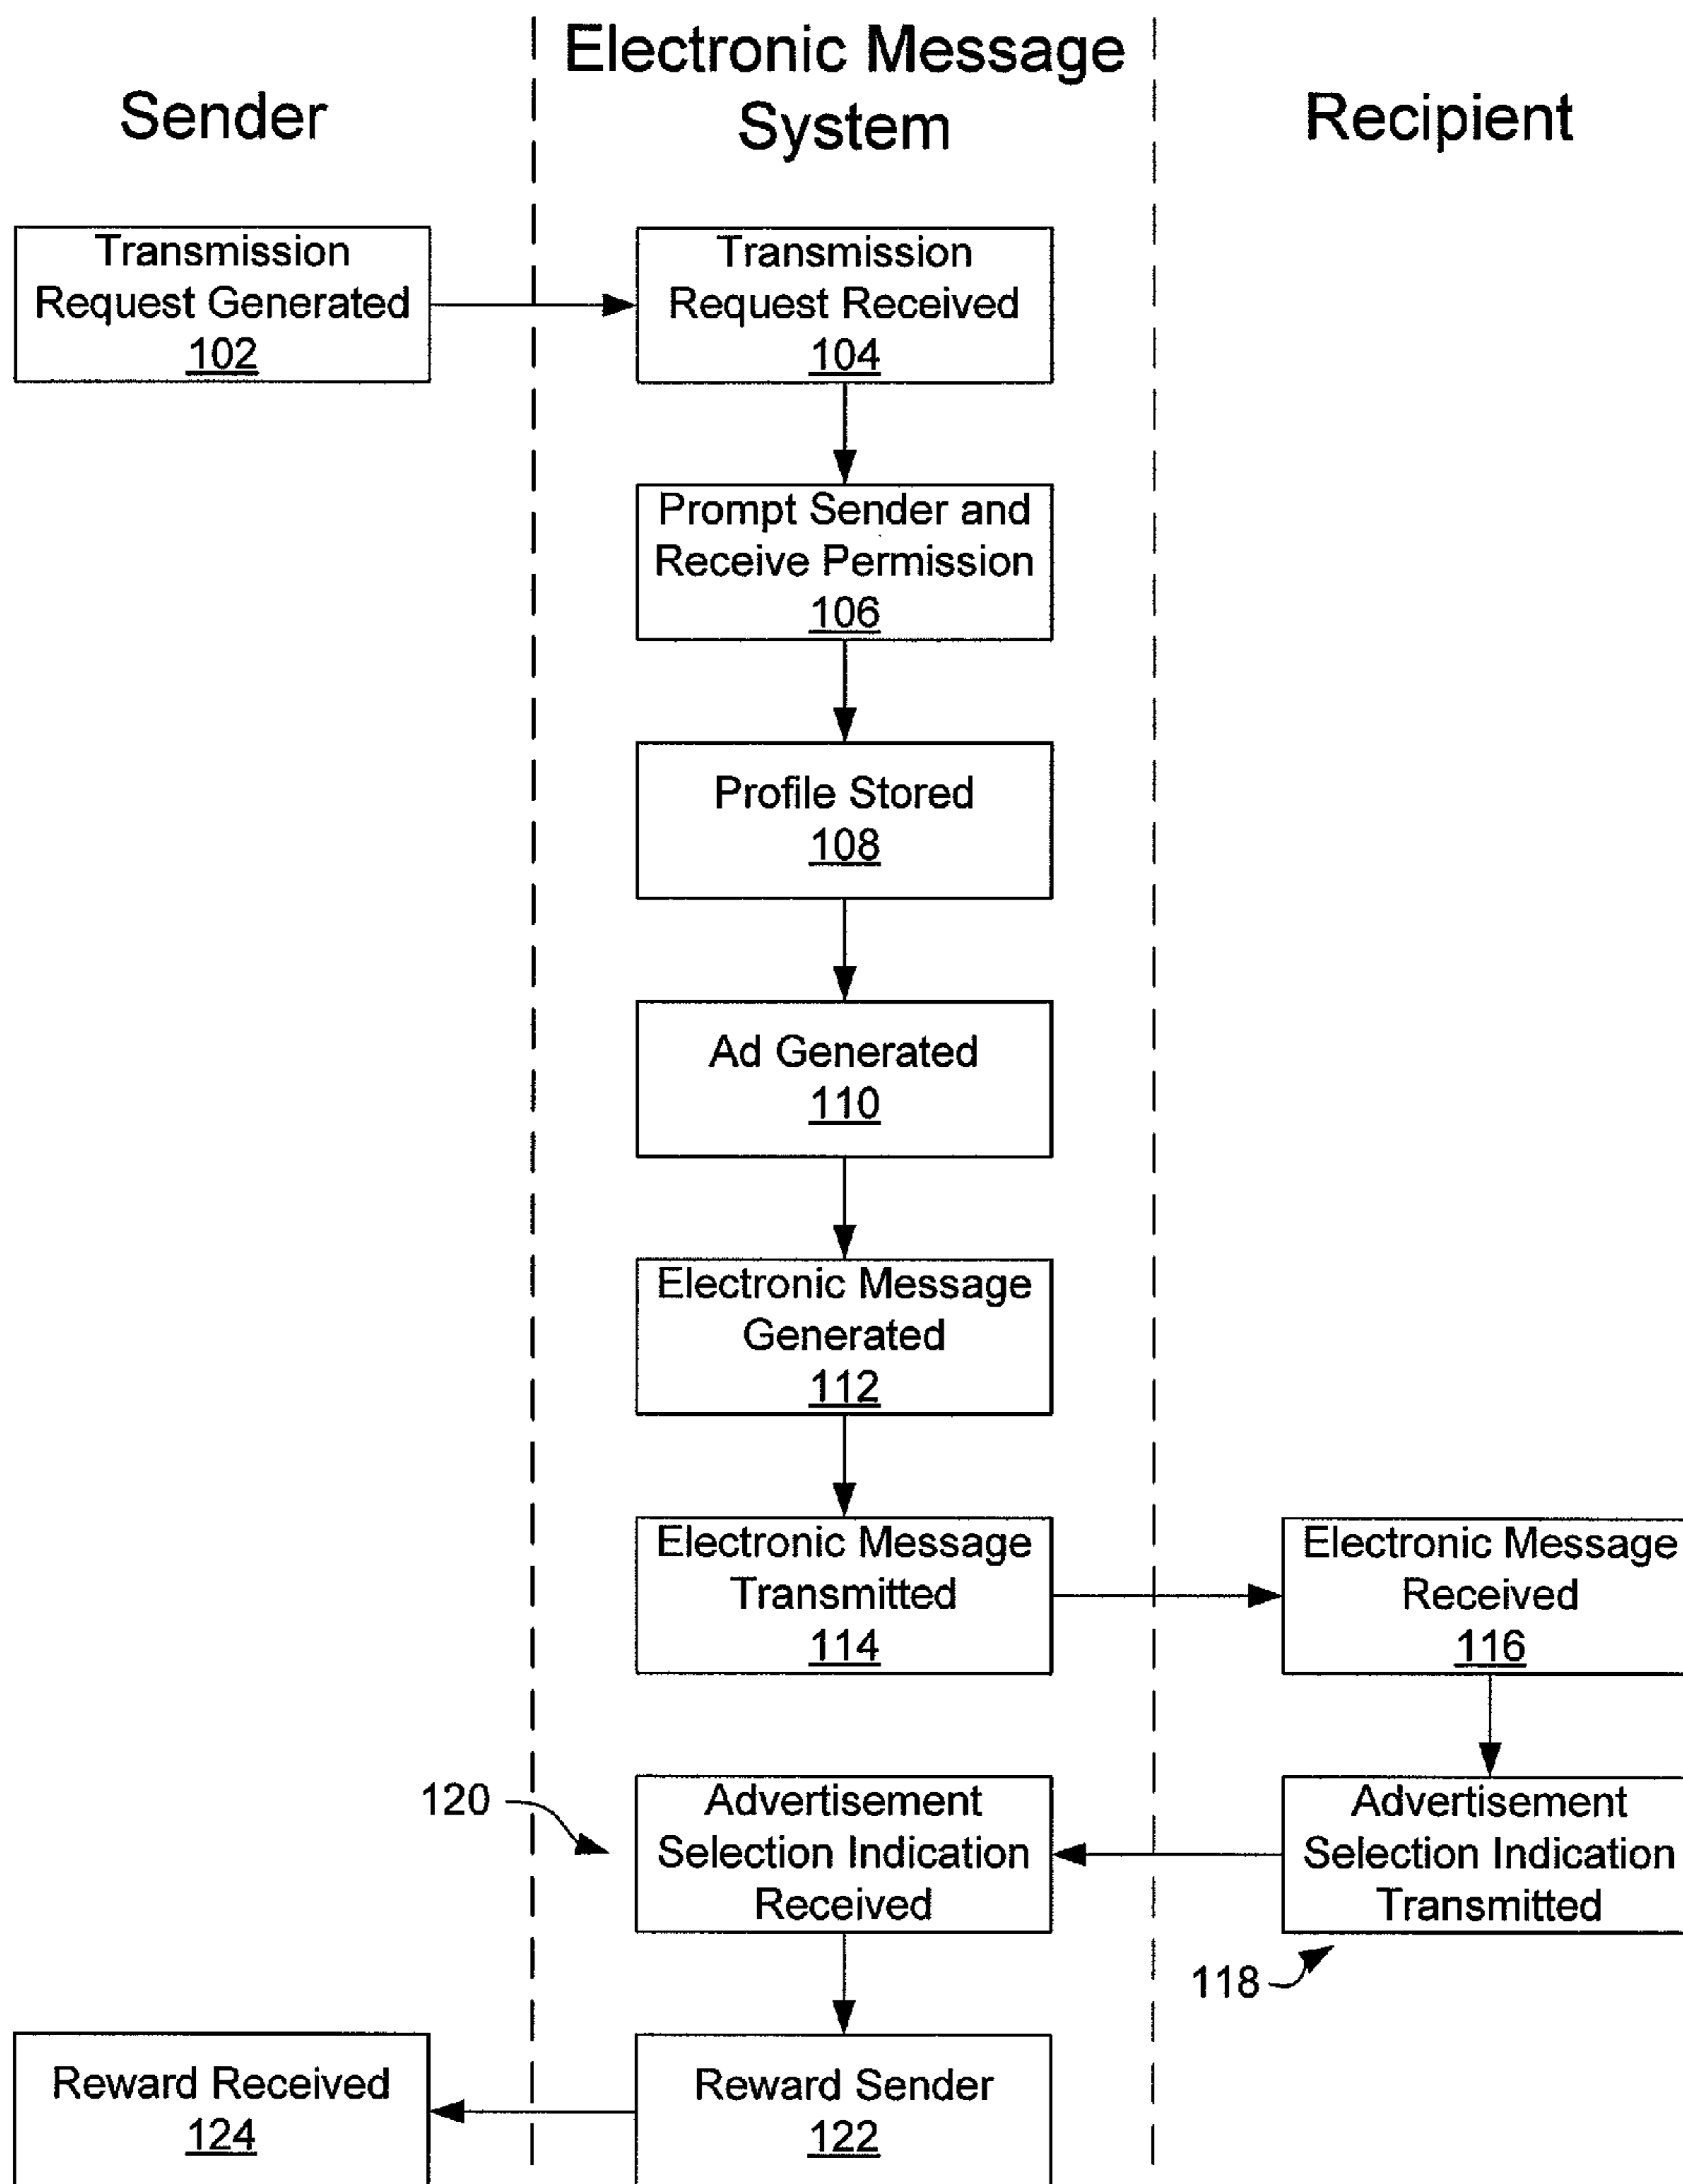 Electronic Message
System
Sender
Recipient
Transmission
Request Generated
102
Transmission
Request Received
104
Prompt Sender and
Receive Permission
106
Profile Stored
108
Ad Generated
110
Electronic Message
Generated
112
Electronic Message
Transmitted
114
Electronic Message
Received
116
Advertisement
Selection Indication
Transmitted
118
Advertisement
Selection Indication
Received
120
Reward Sender
122
Reward Received
124